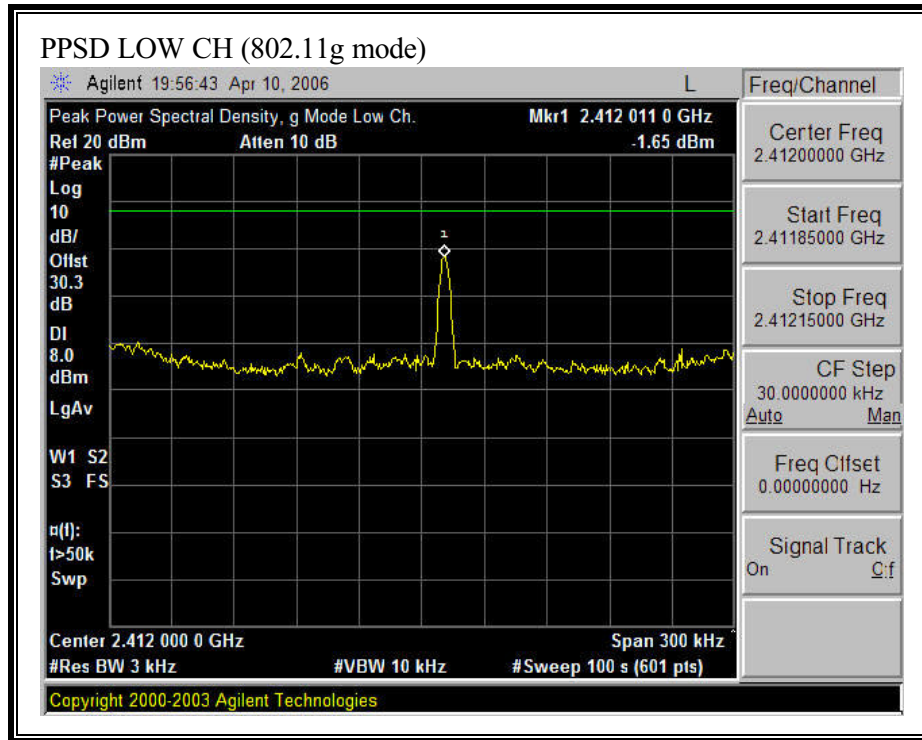 PPSD LOW CH (802.11g mode)
Agilent 19:56:43 Apr 10, 2006 L
Freq/Channel
Peak Power Spectral Density, g Mode Low Ch. Mkr1 2.412 011 0 GHz
Ref 20 dBm Atten 10 dB -1.65 dBm
#Peak
Log
10
dB/
Offst
30.3
dB
DI
8.0
dBm
LgAv
W1 S2
S3 FS
¤(f):
f>50k
Swp
1
Center 2.412 000 0 GHz Span 300 kHz
#Res BW 3 kHz #VBW 10 kHz #Sweep 100 s (601 pts)
Copyright 2000-2003 Agilent Technologies
Center Freq
2.41200000 GHz
Start Freq
2.41185000 GHz
Stop Freq
2.41215000 GHz
CF Step
30.0000000 kHz
Auto Man
Freq Offset
0.00000000 Hz
Signal Track
On Off